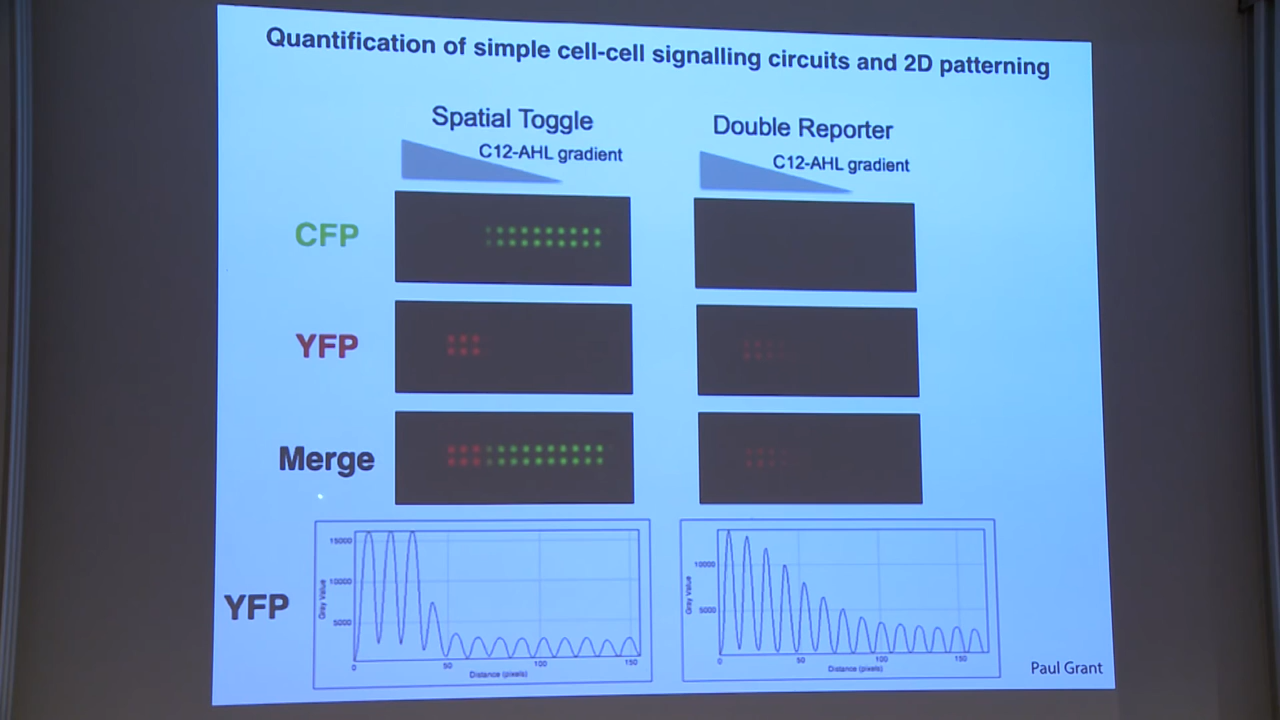 Quantification of simple cell-cell signalling circuits and 2D patterning
Spatial Toggle
C12-AHL gradient
Double Reporter
C12-AHL gradient
CFP
YFP
Merge
YFP
15000
10000
5000
Gray Value
0
50
100
150
Distance (pixels)
10000
5000
Gray Value
0
50
100
150
Distance (pixels)
Paul Grant